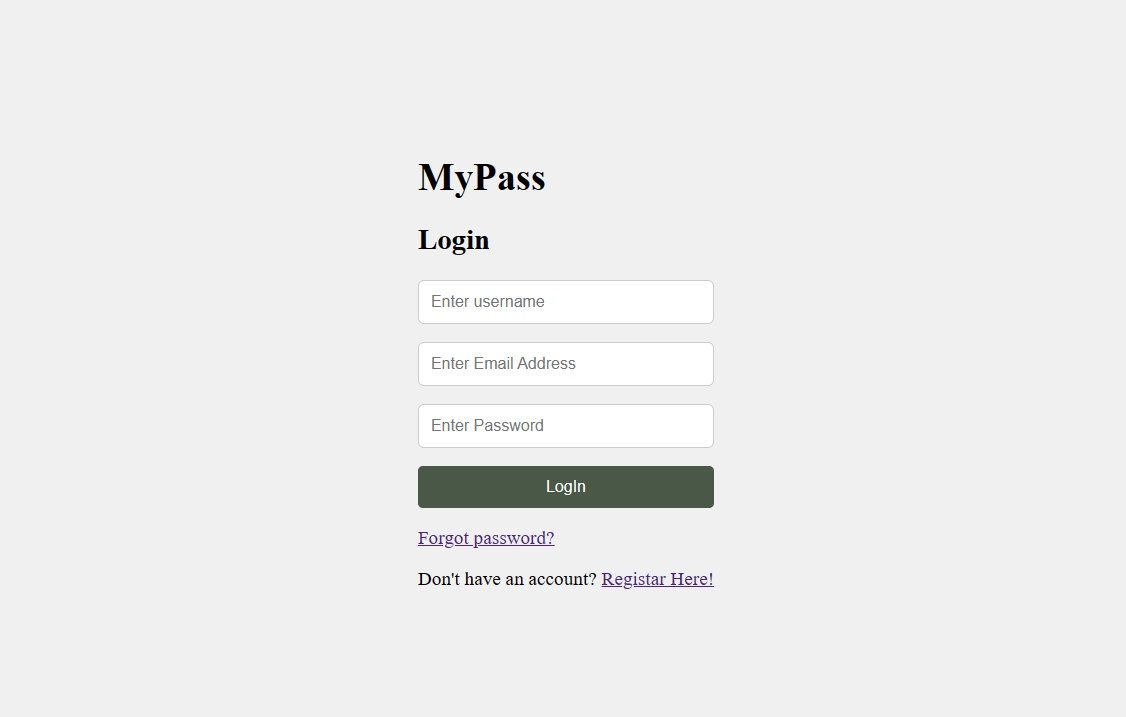 MyPass
Login
Enter username
Enter Email Address
Enter Password
LogIn
Forgot password?
Don't have an account? Registar Here!